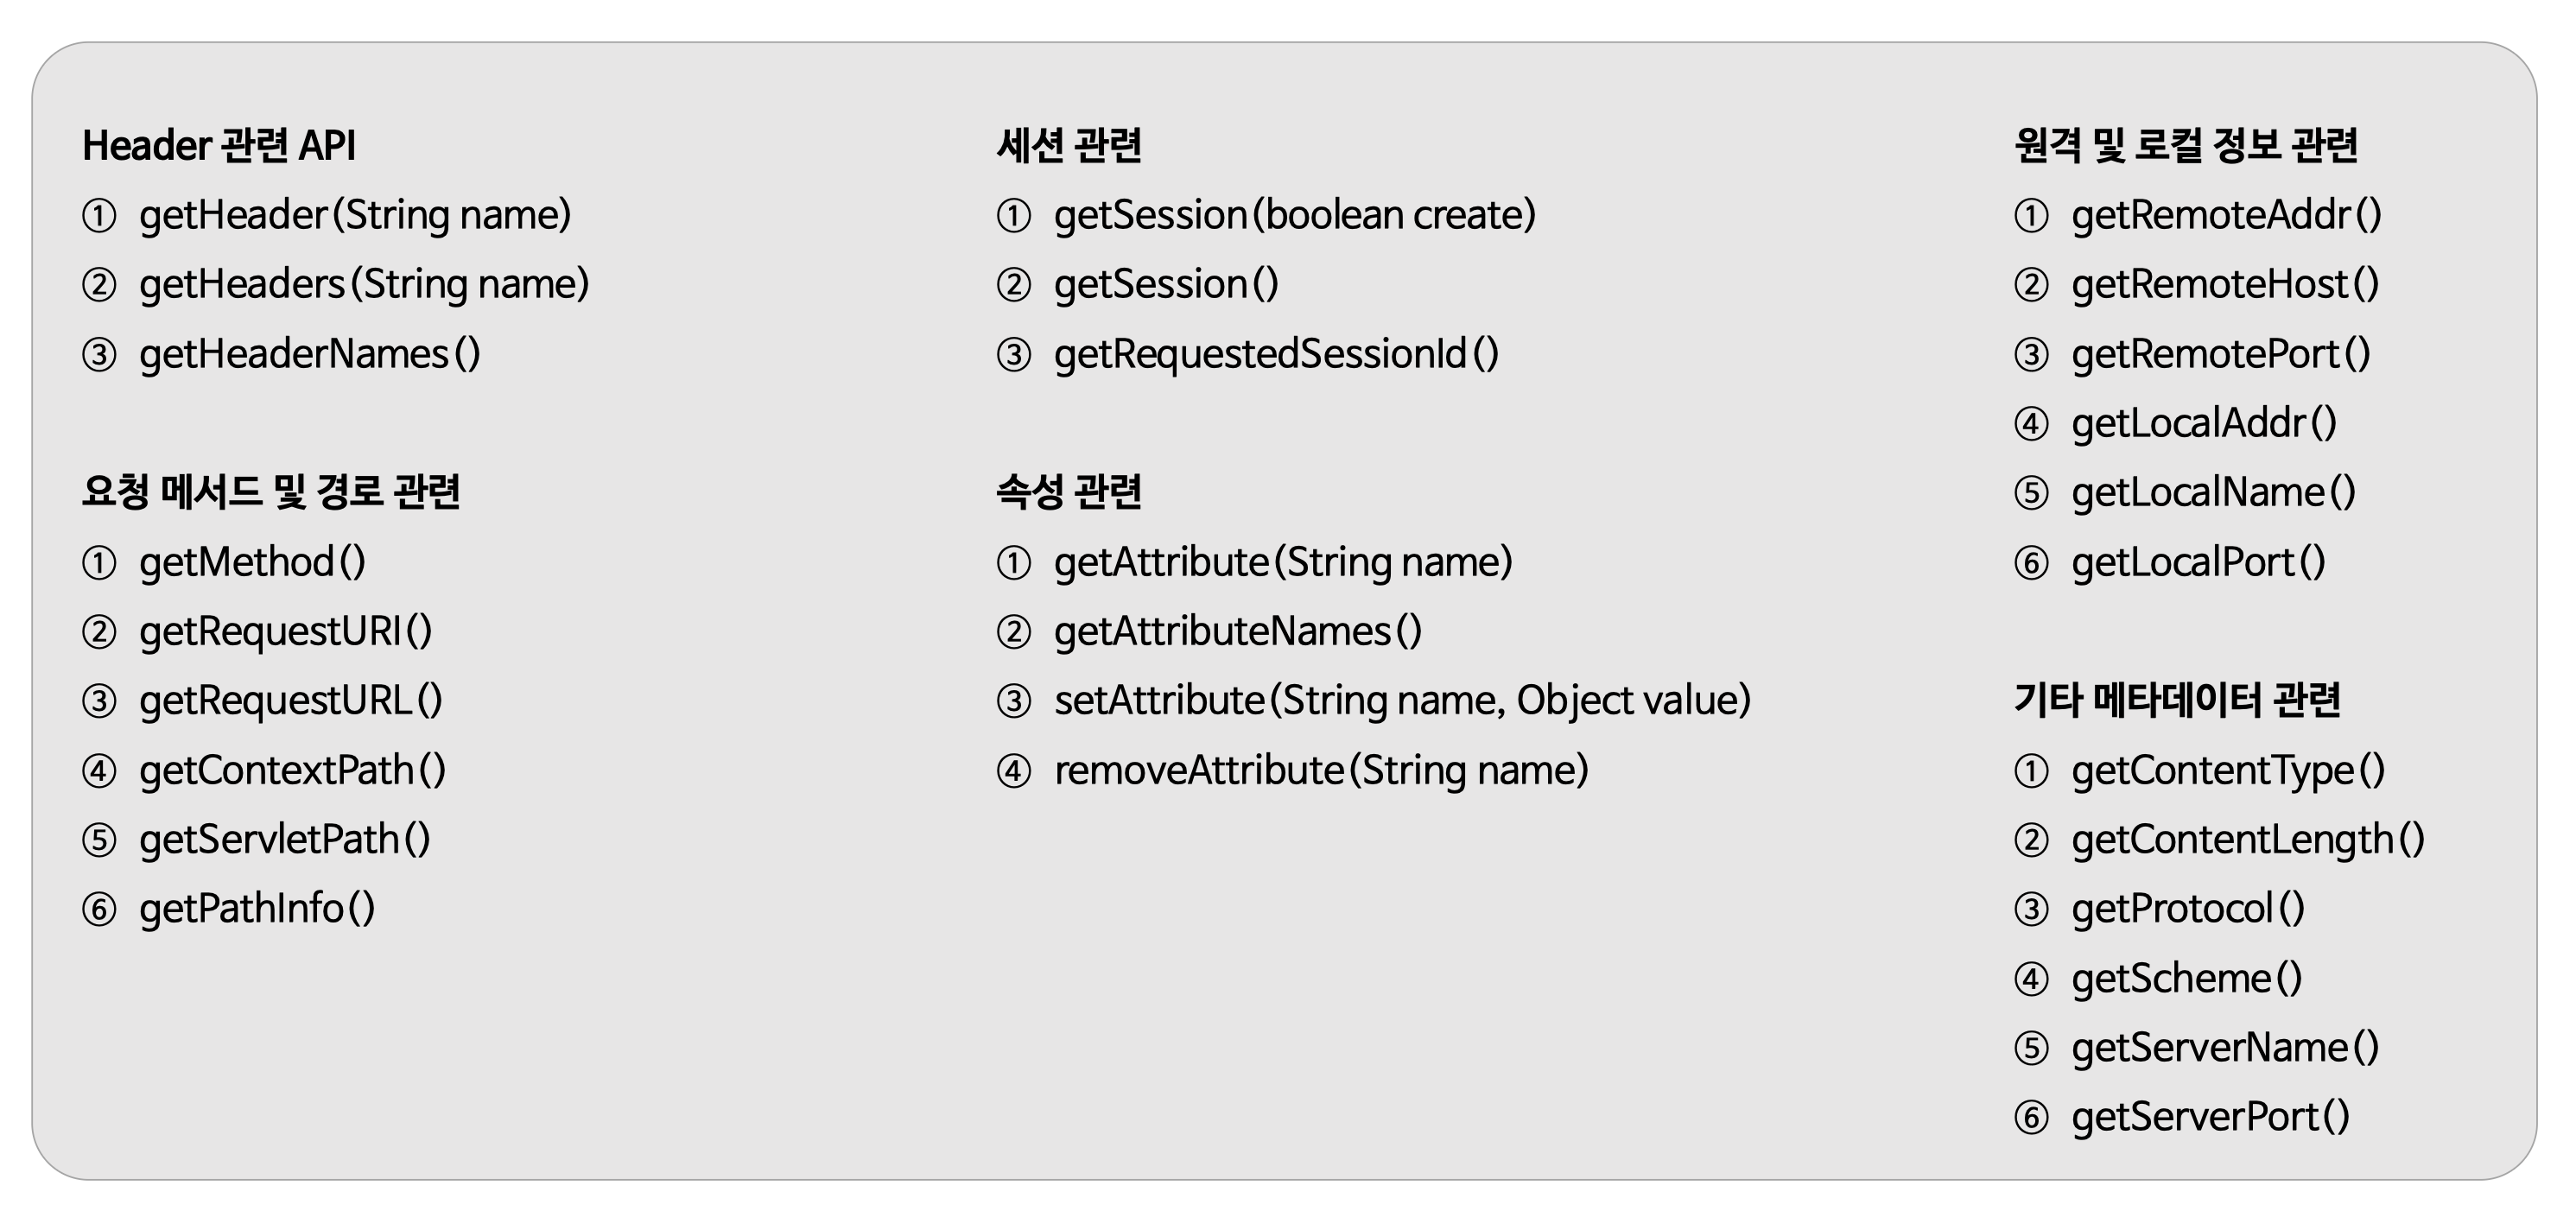 Header 관련 API
① getHeader(String name)
② getHeaders(String name)
③ getHeaderNames()
요청 메서드 및 경로 관련
① getMethod()
② getRequestURI()
③ getRequestURL()
④ getContextPath()
⑤ getServletPath()
⑥ getPathInfo()
세션 관련
① getSession(boolean create)
② getSession()
③ getRequestedSessionId()
속성 관련
① getAttribute(String name)
② getAttributeNames()
③ setAttribute(String name, Object value)
④ removeAttribute(String name)
원격 및 로컬 정보 관련
① getRemoteAddr()
② getRemoteHost()
③ getRemotePort()
④ getLocalAddr()
⑤ getLocalName()
⑥ getLocalPort()
기타 메타데이터 관련
① getContentType()
② getContentLength()
③ getProtocol()
④ getScheme()
⑤ getServerName()
⑥ getServerPort()